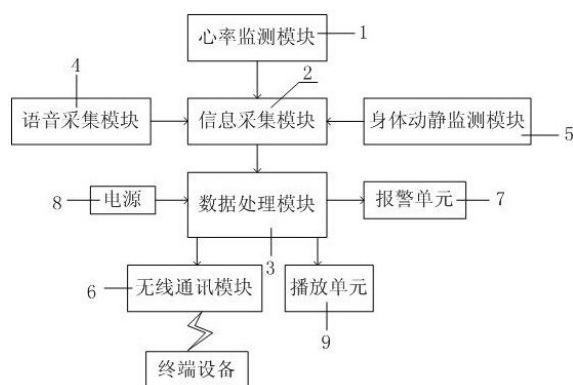 心率监测模块
1
4
2
语音采集模块
信息采集模块
身体动静监测模块
5
8
电源
数据处理模块
报警单元
7
3
6
无线通讯模块
播放单元
9
终端设备